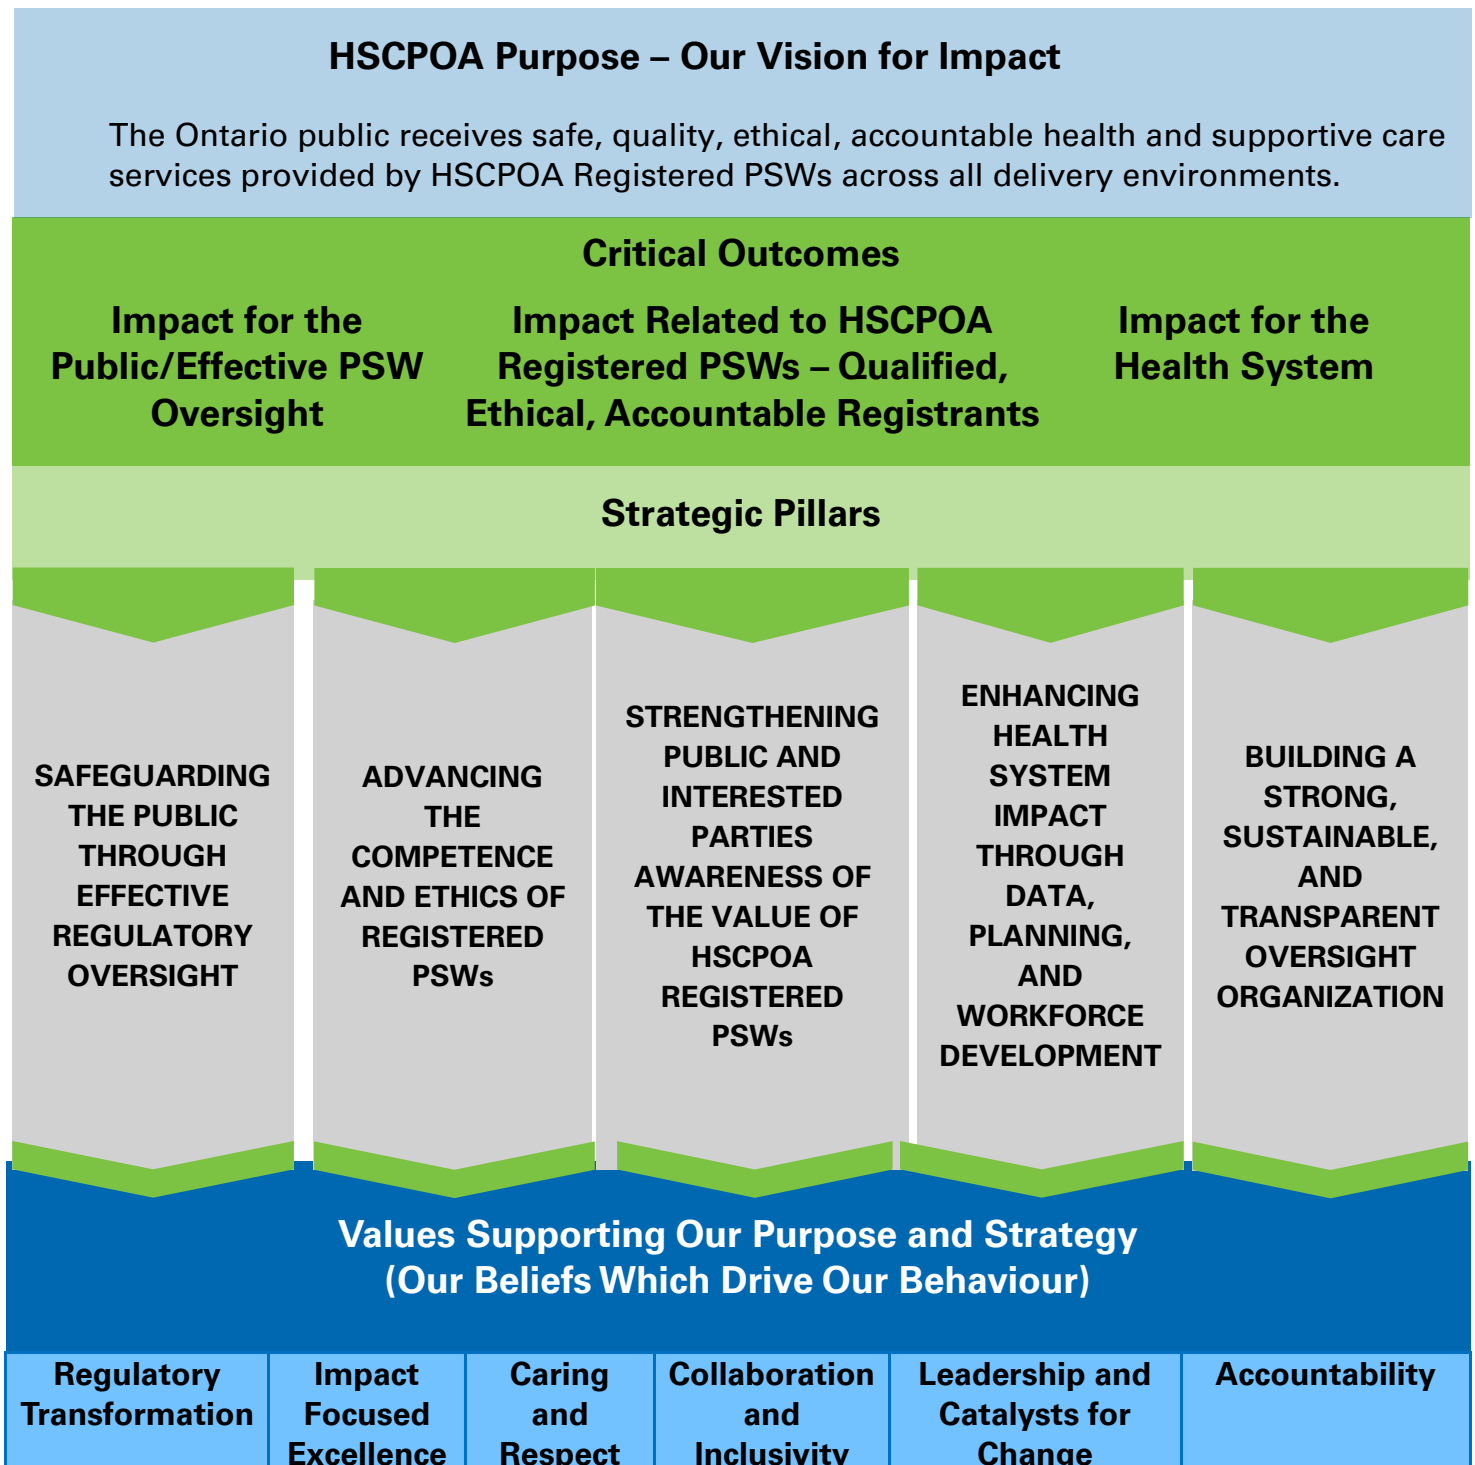 HSCPOA Purpose – Our Vision for Impact
The Ontario public receives safe, quality, ethical, accountable health and supportive care
services provided by HSCPOA Registered PSWs across all delivery environments.
Critical Outcomes
Impact for the
Public/Effective PSW
Oversight
Impact Related to HSCPOA
Registered PSWs – Qualified,
Ethical, Accountable Registrants
Impact for the
Health System
Strategic Pillars
SAFEGUARDING
THE PUBLIC
THROUGH
EFFECTIVE
REGULATORY
OVERSIGHT
ADVANCING
THE
COMPETENCE
AND ETHICS OF
REGISTERED
PSWs
STRENGTHENING
PUBLIC AND
INTERESTED
PARTIES
AWARENESS OF
THE VALUE OF
HSCPOA
REGISTERED
PSWs
ENHANCING
HEALTH
SYSTEM
IMPACT
THROUGH
DATA,
PLANNING,
AND
WORKFORCE
DEVELOPMENT
BUILDING A
STRONG,
SUSTAINABLE,
AND
TRANSPARENT
OVERSIGHT
ORGANIZATION
Values Supporting Our Purpose and Strategy
(Our Beliefs Which Drive Our Behaviour)
Regulatory
Transformation
Impact
Focused
Excellence
Caring
and
Respect
Collaboration
and
Inclusivity
Leadership and
Catalysts for
Change
Accountability